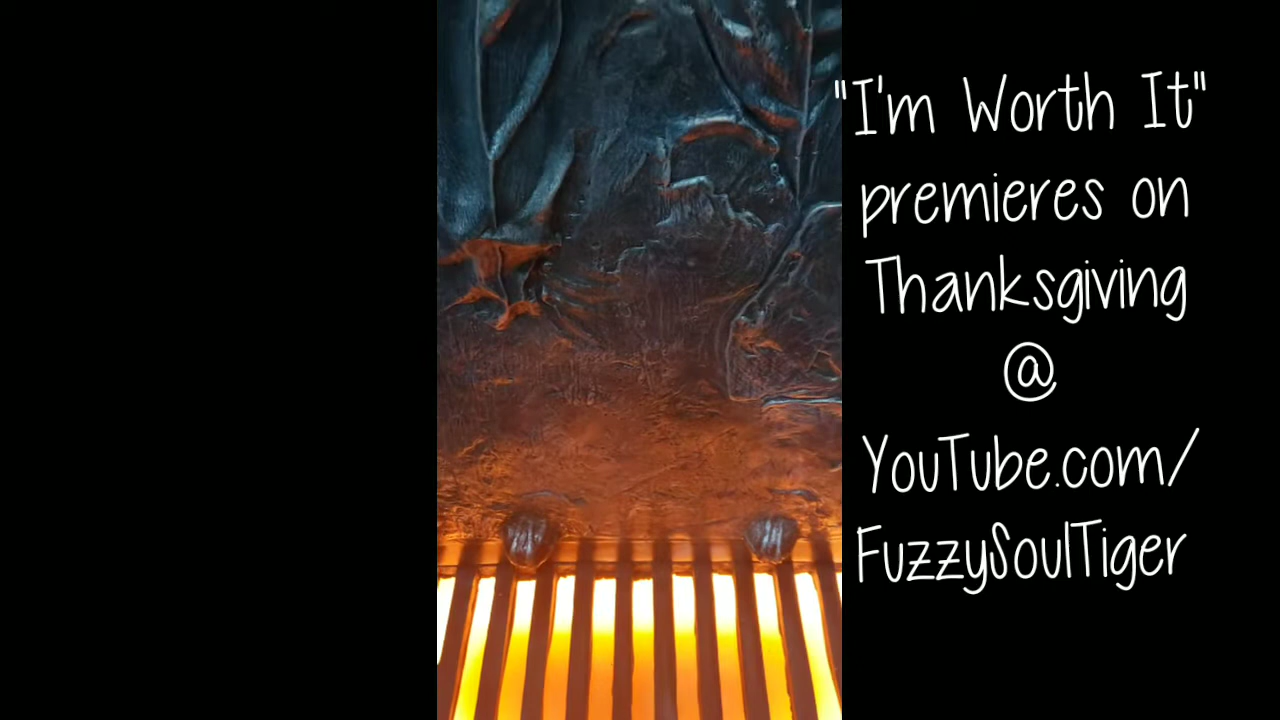 "I'm Worth It"
premieres on
Thanksgiving
@
YouTube.com/
FuzzySoulTiger